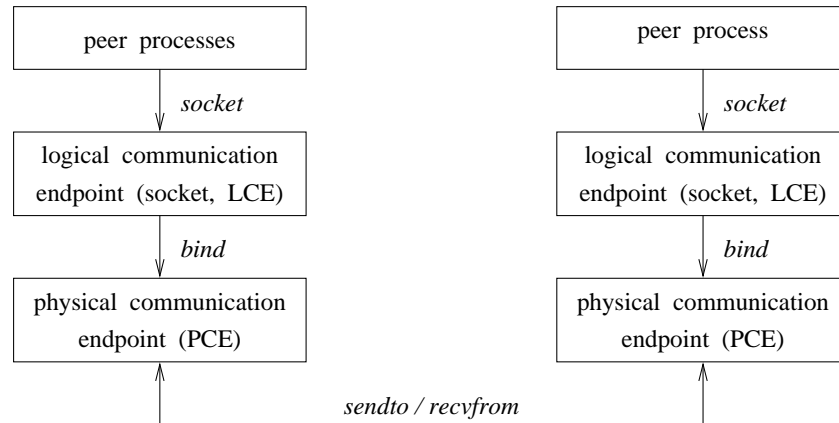 peer processes
peer process
socket
socket
logical communication
endpoint (socket, LCE)
logical communication
endpoint (socket, LCE)
bind
bind
physical communication
endpoint (PCE)
physical communication
endpoint (PCE)
sendto / recvfrom